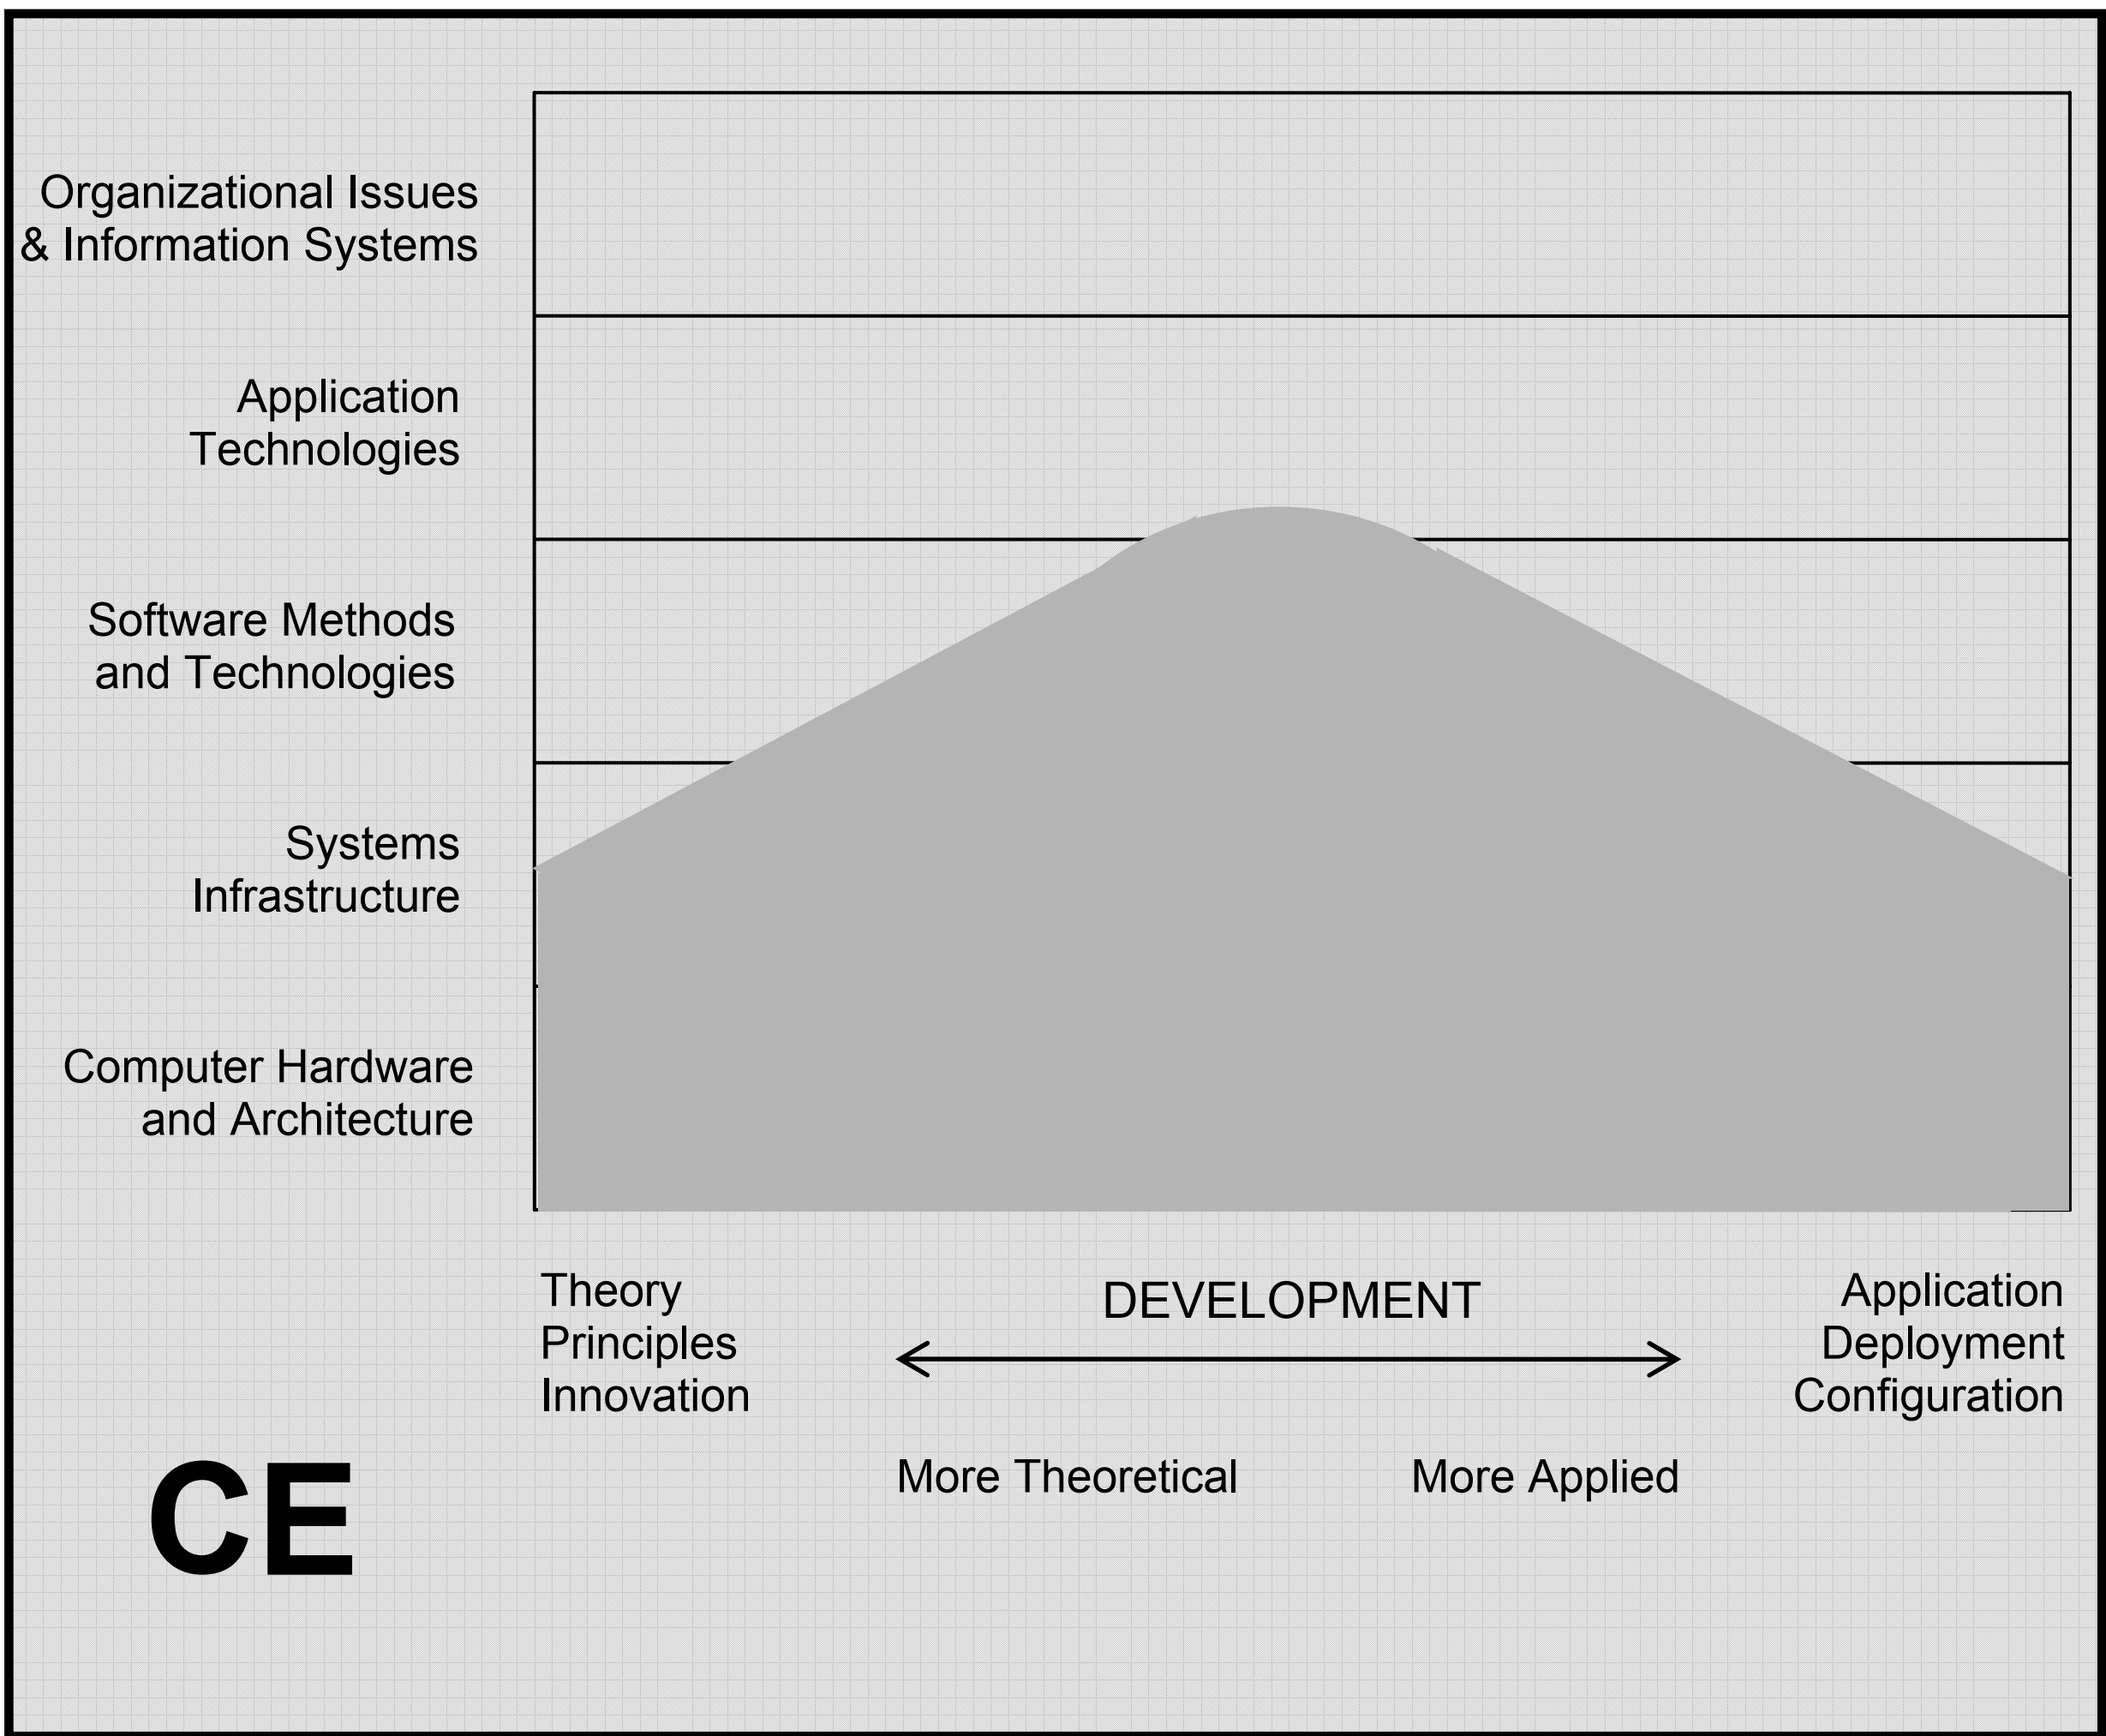 Organizational Issues
& Information Systems
Application
Technologies
Software Methods
and Technologies
Systems
Infrastructure
Computer Hardware
and Architecture
Theory
Principles
Innovation
DEVELOPMENT
Application
Deployment
Configuration
More Theoretical
More Applied
CE